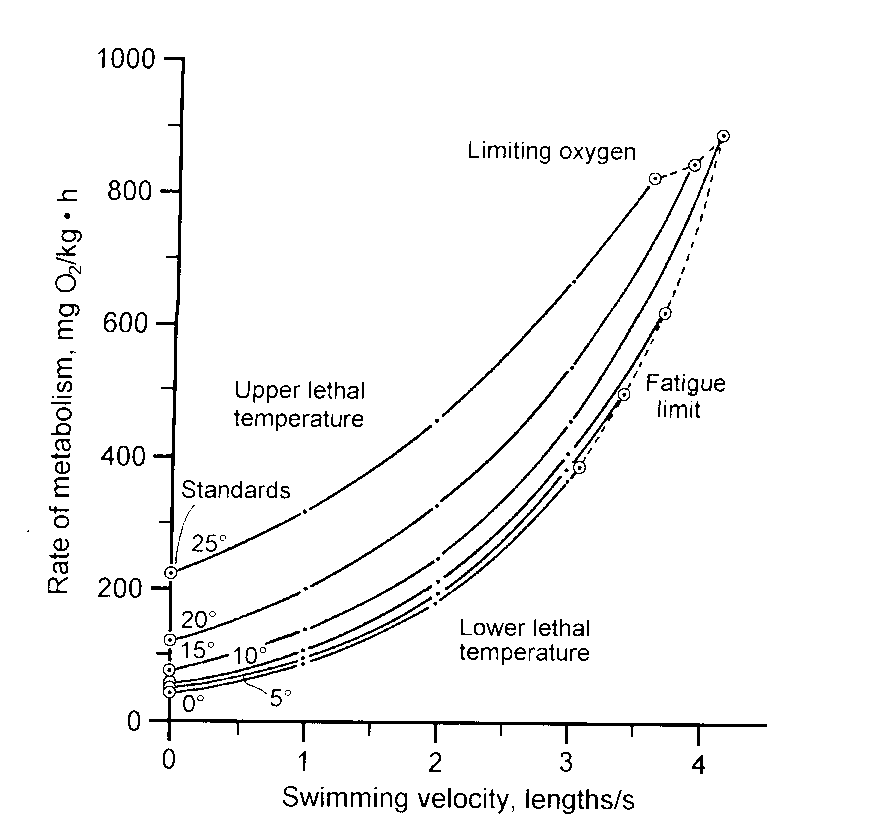 1000
800
600
400
200
0
Rate of metabolism, mg O₂/kg • h
Limiting oxygen
Upper lethal
temperature
Standards
25°
20°
15°
10°
5°
0°
Fatigue
limit
Lower lethal
temperature
0 1 2 3 4
Swimming velocity, lengths/s